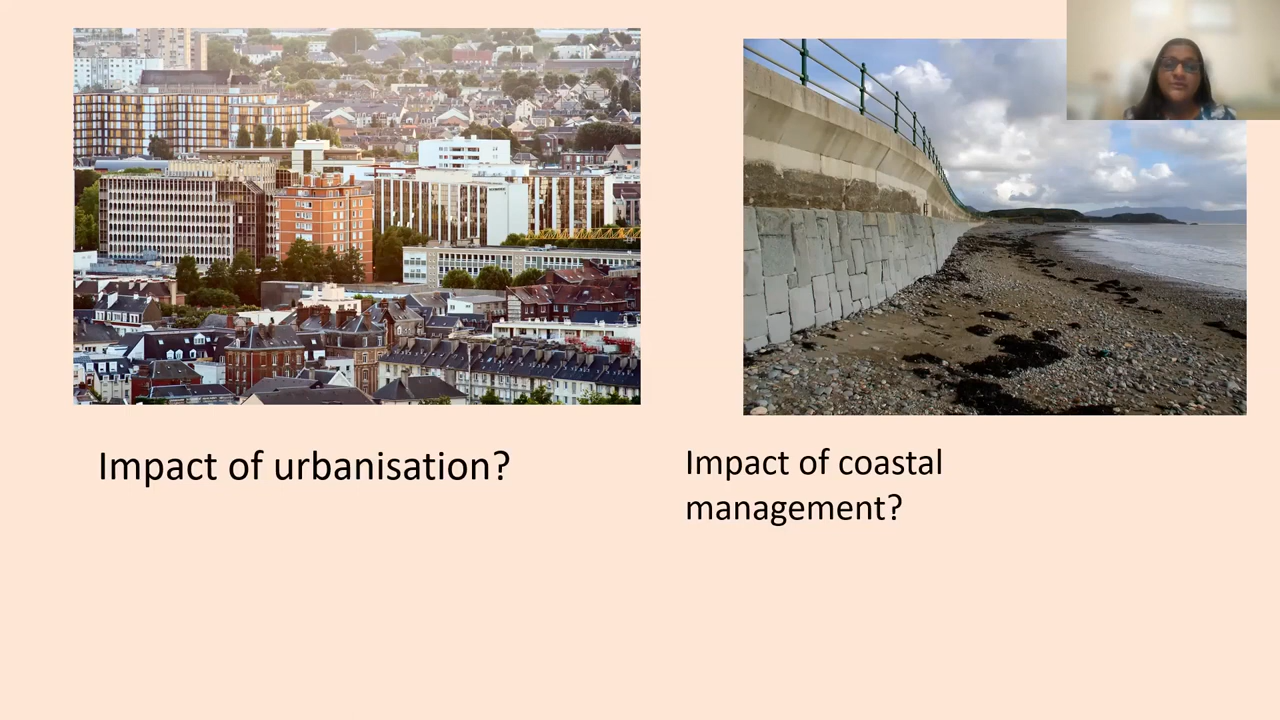 Impact of urbanisation?
Impact of coastal
management?